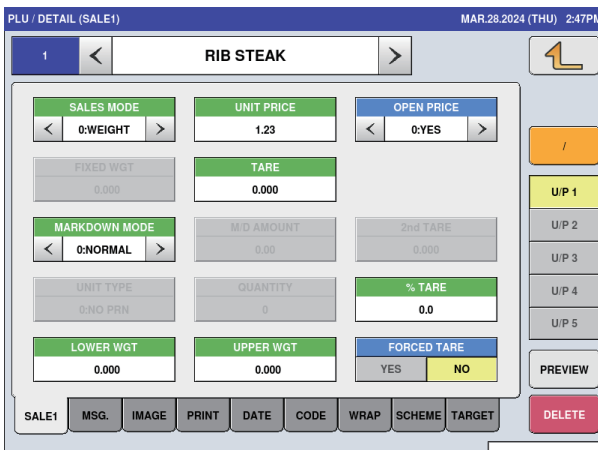 PLU / DETAIL (SALE1) MAR.28.2024 (THU) 2:47PM
1 < RIB STEAK >
SALES MODE UNIT PRICE OPEN PRICE
< 0:WEIGHT > 1.23 < 0:YES >
/
FIXED WGT TARE
0.000 0.000
U/P 1
MARKDOWN MODE M/D AMOUNT 2nd TARE
U/P 2
< 0:NORMAL > 0.00 0.000
U/P 3
UNIT TYPE QUANTITY % TARE
U/P 4
0:NO PRN 0 0.0
U/P 5
LOWER WGT UPPER WGT FORCED TARE
0.000 0.000 YES NO
PREVIEW
SALE1 MSG. IMAGE PRINT DATE CODE WRAP SCHEME TARGET
DELETE